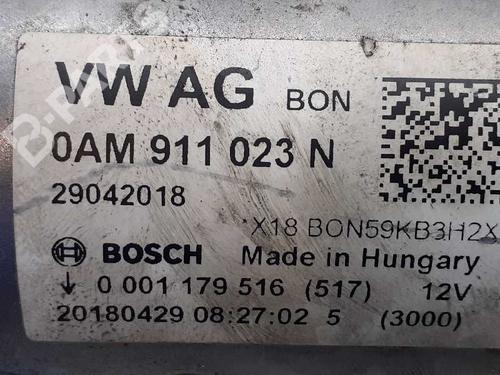 VW AG BON
0AM 911 023 N
29042018
*X18 BON59KB3H2X
BOSCH Made in Hungary
↓ 0 001 179 516 (517) 12V
20180429 08:27:02 5 (3000)
B-PARTS